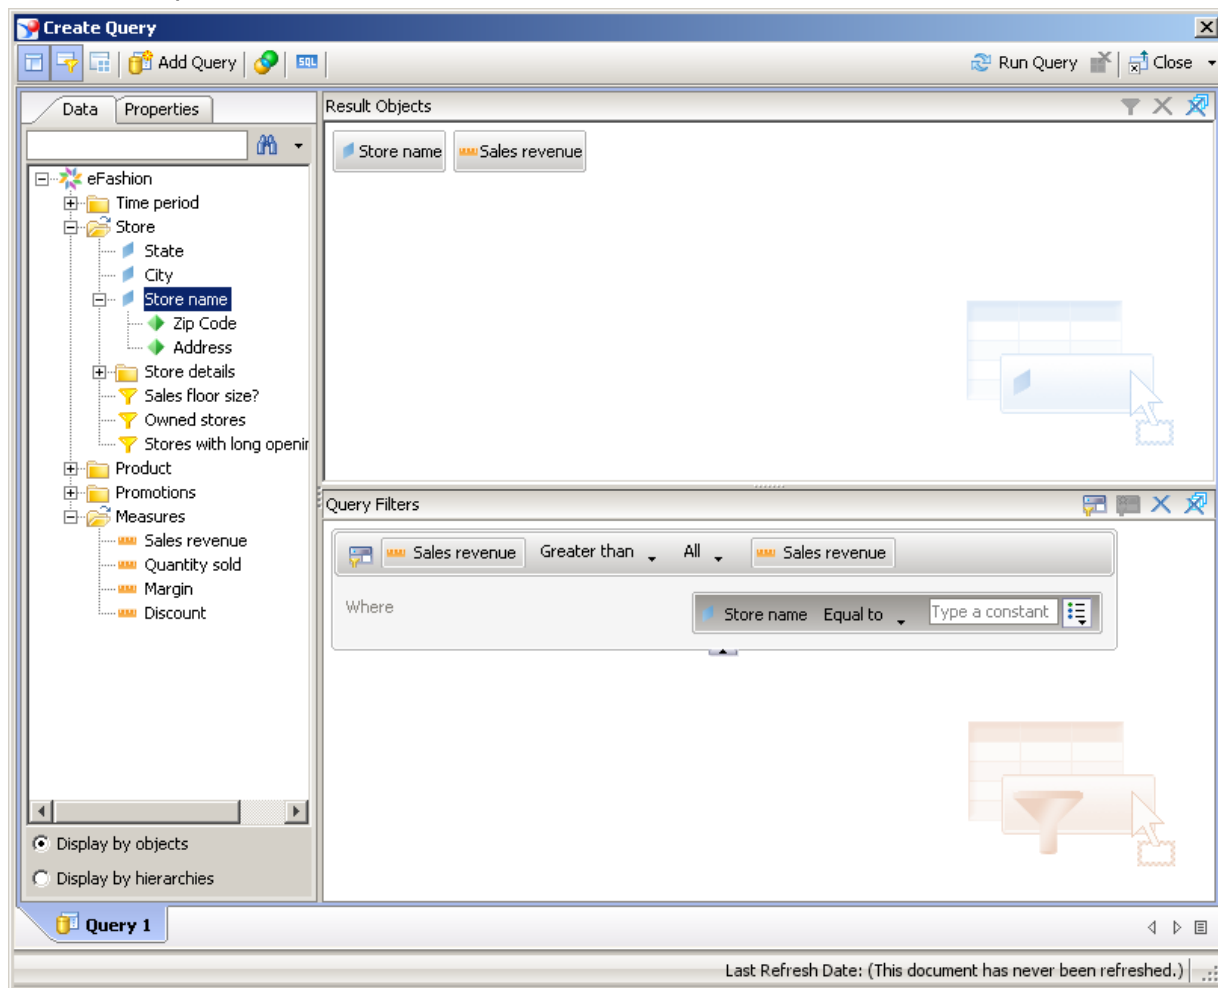 Create Query
Add Query SQL Run Query Close
Data Properties
eFashion
Time period
Store
State
City
Store name
Zip Code
Address
Store details
Sales floor size?
Owned stores
Stores with long openin
Product
Promotions
Measures
Sales revenue
Quantity sold
Margin
Discount
Display by objects
Display by hierarchies
Result Objects
Store name Sales revenue
Query Filters
Sales revenue Greater than All Sales revenue
Where Store name Equal to Type a constant
Query 1
Last Refresh Date: (This document has never been refreshed.)